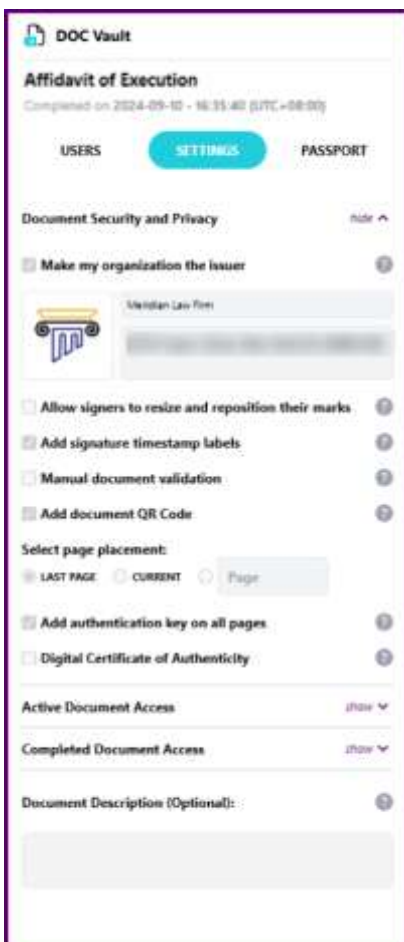 DOC Vault
Affidavit of Execution
Completed on 2024-09-10 - 16:35:40 (UTC+08:00)
USERS SETTINGS PASSPORT
Document Security and Privacy hide
Make my organization the issuer
Meridian Law Firm
Allow signers to resize and reposition their marks
Add signature timestamp labels
Manual document validation
Add document QR Code
Select page placement:
LAST PAGE CURRENT Page
Add authentication key on all pages
Digital Certificate of Authenticity
Active Document Access show
Completed Document Access show
Document Description (Optional):